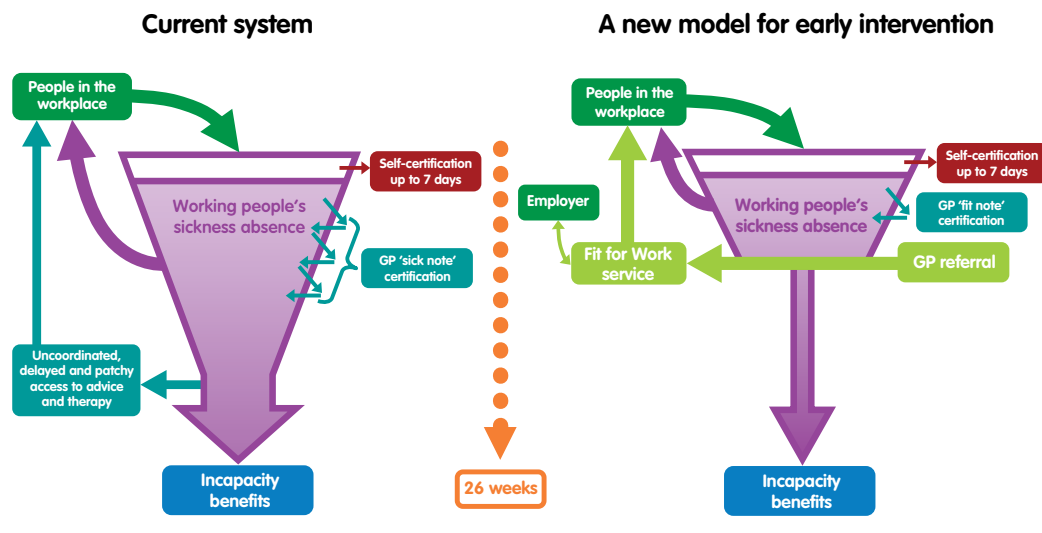 Current system
People in the
workplace
Self-certification
up to 7 days
Working people's
sickness absence
GP 'sick note'
certification
Uncoordinated,
delayed and patchy
access to advice
and therapy
Incapacity
benefits
26 weeks
A new model for early intervention
People in the
workplace
Self-certification
up to 7 days
Employer
Working people's
sickness absence
GP 'fit note'
certification
Fit for Work
service
GP referral
Incapacity
benefits